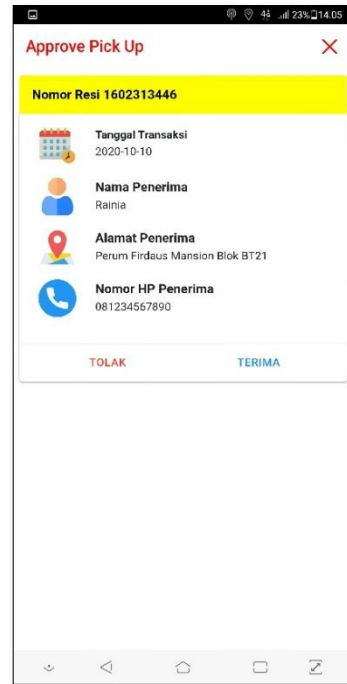 23% 14.05
Approve Pick Up
Nomor Resi 1602313446
Tanggal Transaksi
2020-10-10
Nama Penerima
Rainia
Alamat Penerima
Perum Firdaus Mansion Blok BT21
Nomor HP Penerima
081234567890
TOLAK TERIMA